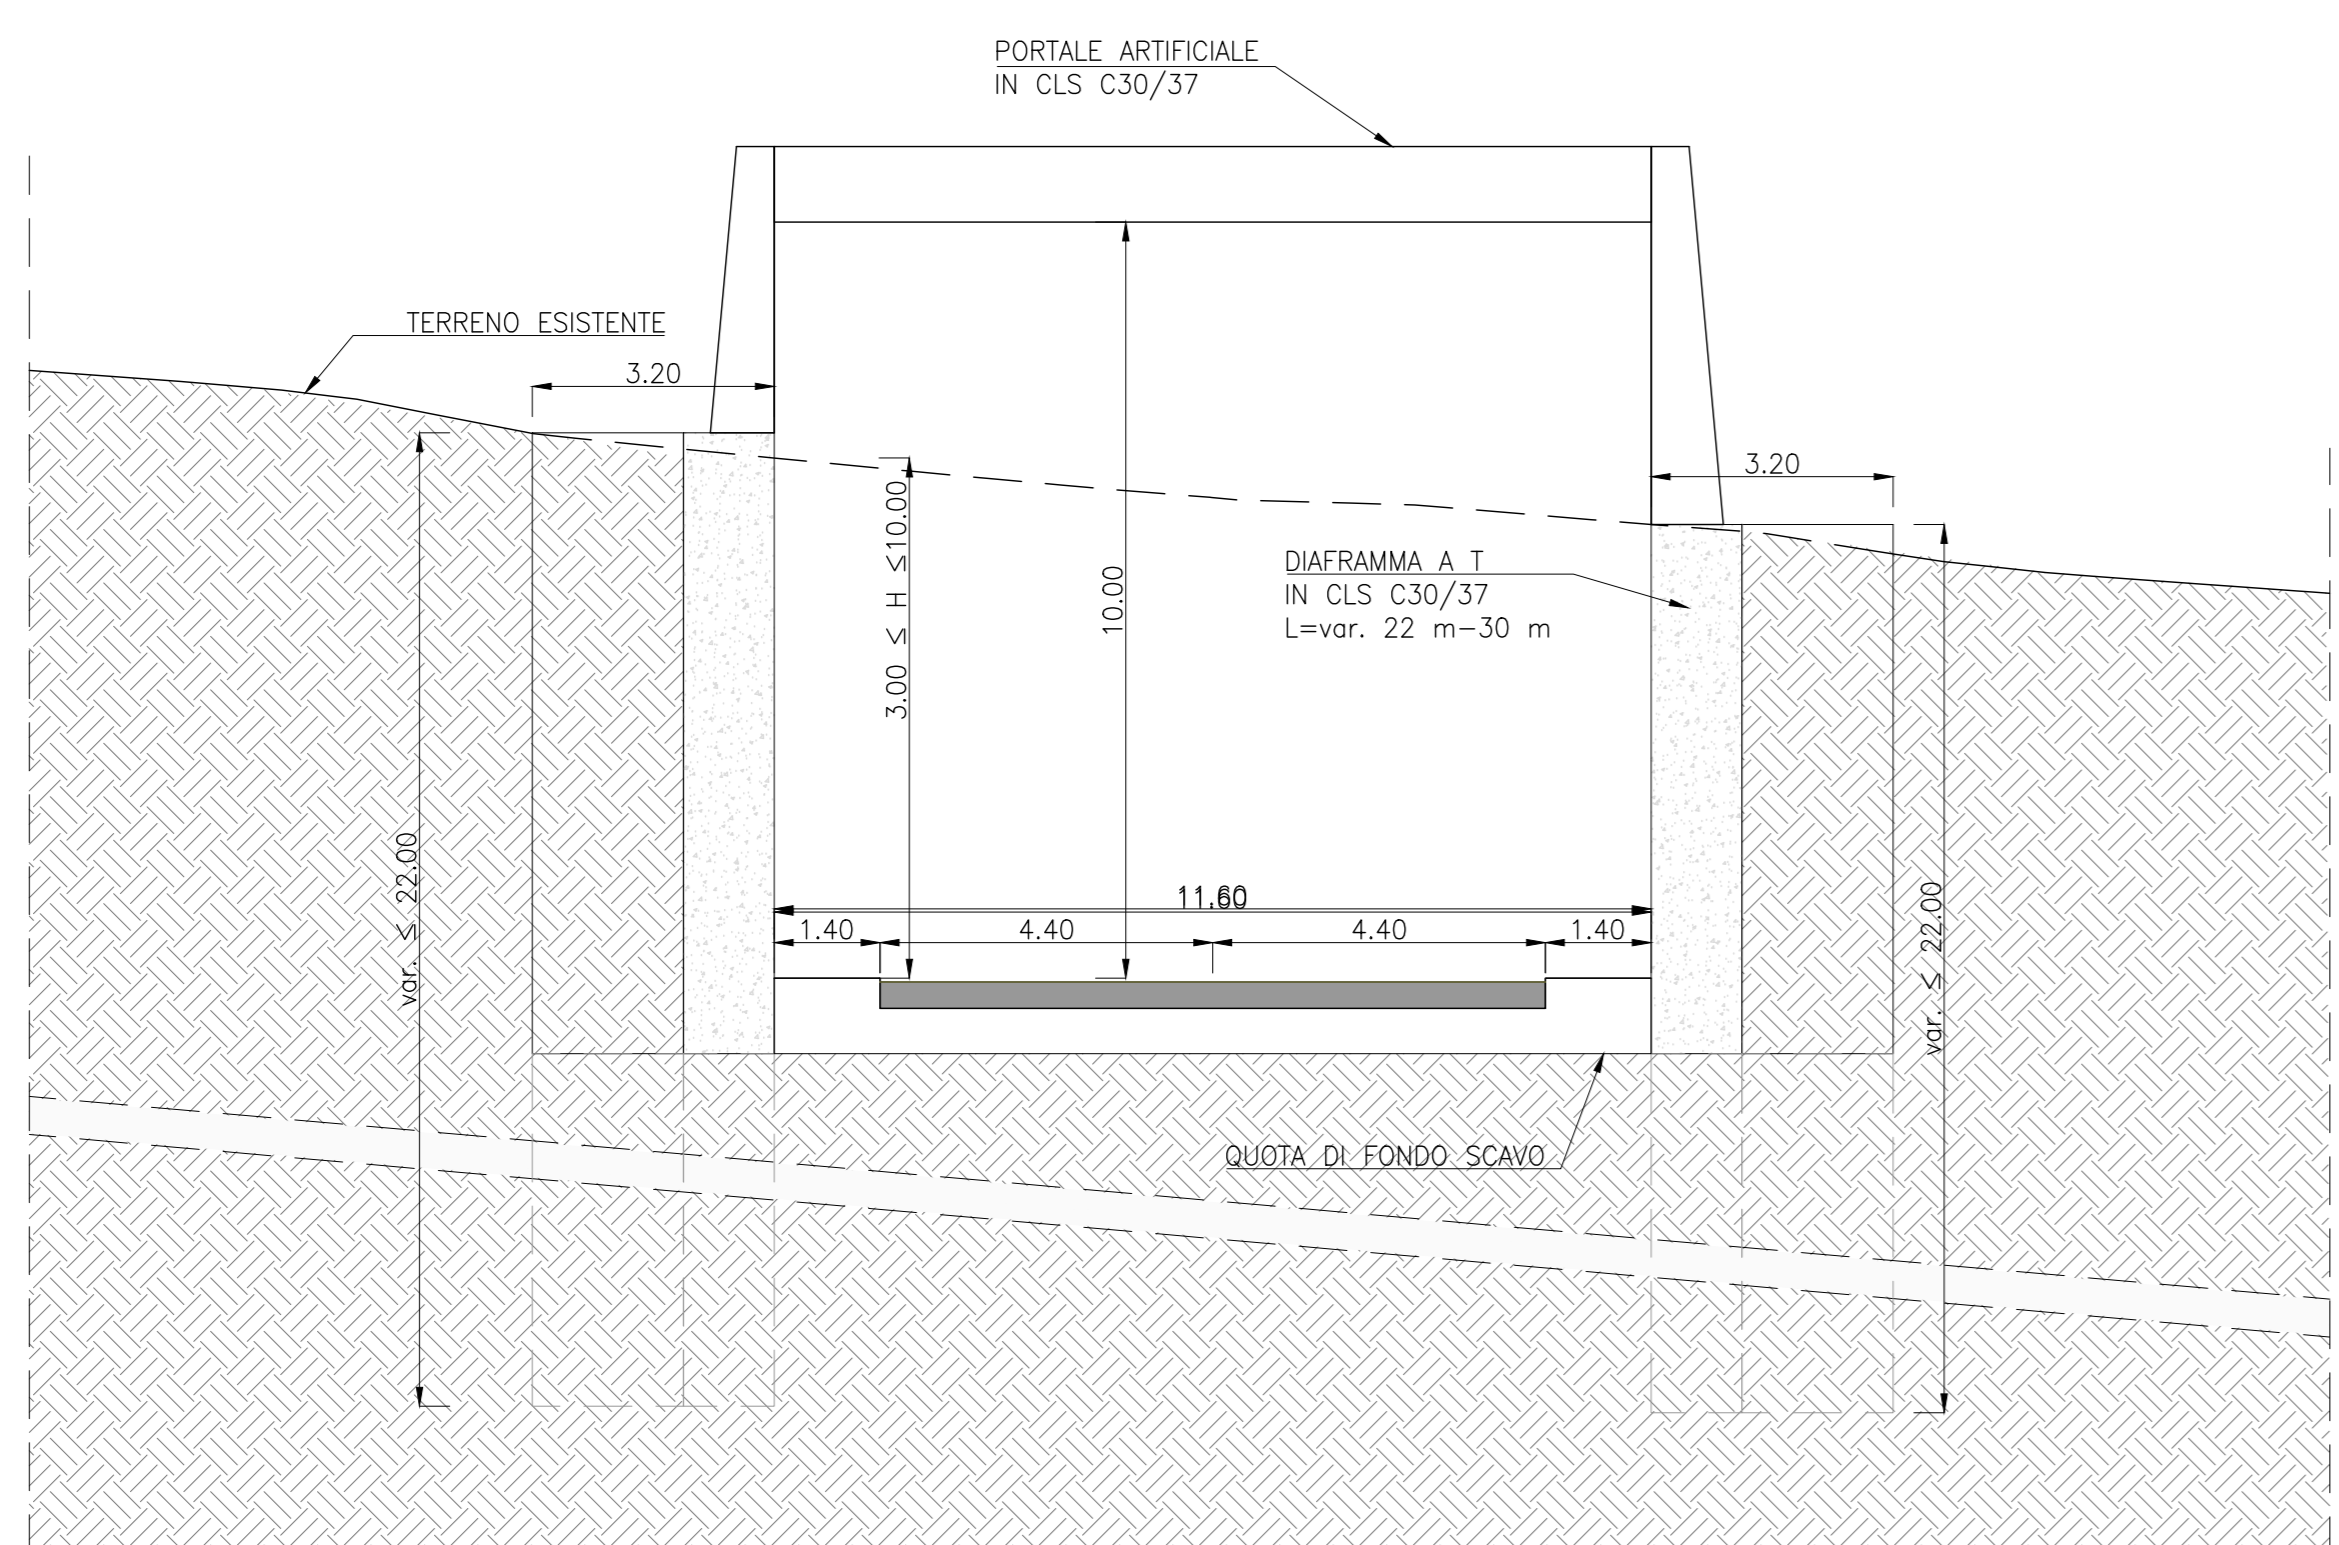 PORTALE ARTIFICIALE
IN CLS C30/37
TERRENO ESISTENTE
3.20
3.20
3.00 ≤ H ≤10.00
10.00
DIAFRAMMA A T
IN CLS C30/37
L=var. 22 m-30 m
var. ≤ 22.00
var. ≤ 22.00
11.60
1.40 4.40 4.40 1.40
QUOTA DI FONDO SCAVO